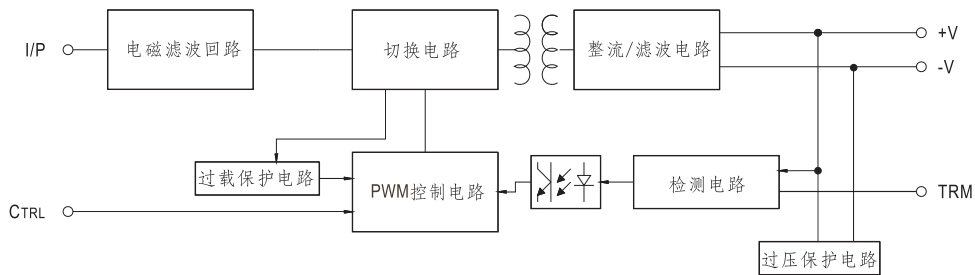 I/P
电磁滤波回路
切换电路
整流/滤波电路
+V
-V
过载保护电路
PWM控制电路
检测电路
TRM
CTRL
过压保护电路